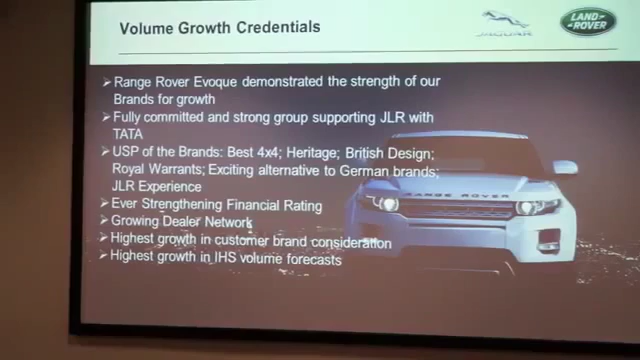 Volume Growth Credentials
JAGUAR
LAND
ROVER
➢Range Rover Evoque demonstrated the strength of our
Brands for growth
➢Fully committed and strong group supporting JLR with
TATA
➢USP of the Brands: Best 4x4; Heritage; British Design;
Royal Warrants; Exciting alternative to German brands;
JLR Experience
➢Ever Strengthening Financial Rating
➢Growing Dealer Network
➢Highest growth in customer brand consideration
➢Highest growth in IHS volume forecasts
RANGE ROVER